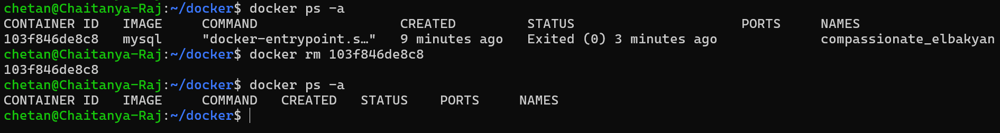 chetan@Chaitanya-Raj:~/docker$ docker ps -a
CONTAINER ID   IMAGE     COMMAND                  CREATED         STATUS                     PORTS     NAMES
103f846de8c8   mysql     "docker-entrypoint.s…"   9 minutes ago   Exited (0) 3 minutes ago             compassionate_elbakyan
chetan@Chaitanya-Raj:~/docker$ docker rm 103f846de8c8
103f846de8c8
chetan@Chaitanya-Raj:~/docker$ docker ps -a
CONTAINER ID   IMAGE     COMMAND   CREATED   STATUS    PORTS     NAMES
chetan@Chaitanya-Raj:~/docker$